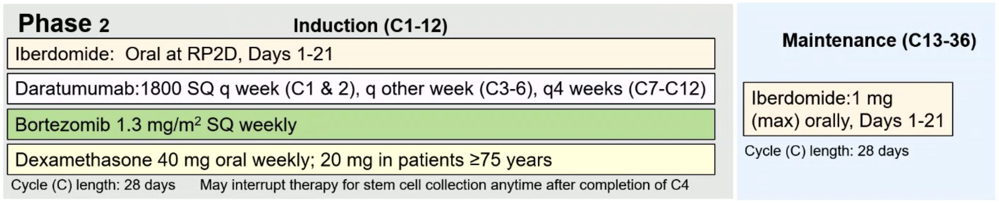 Phase 2
Induction (C1-12)
Iberdomide: Oral at RP2D, Days 1-21
Daratumumab:1800 SQ q week (C1 & 2), q other week (C3-6), q4 weeks (C7-C12)
Bortezomib 1.3 mg/m² SQ weekly
Dexamethasone 40 mg oral weekly; 20 mg in patients ≥75 years
Cycle (C) length: 28 days
May interrupt therapy for stem cell collection anytime after completion of C4
Maintenance (C13-36)
Iberdomide:1 mg
(max) orally, Days 1-21
Cycle (C) length: 28 days